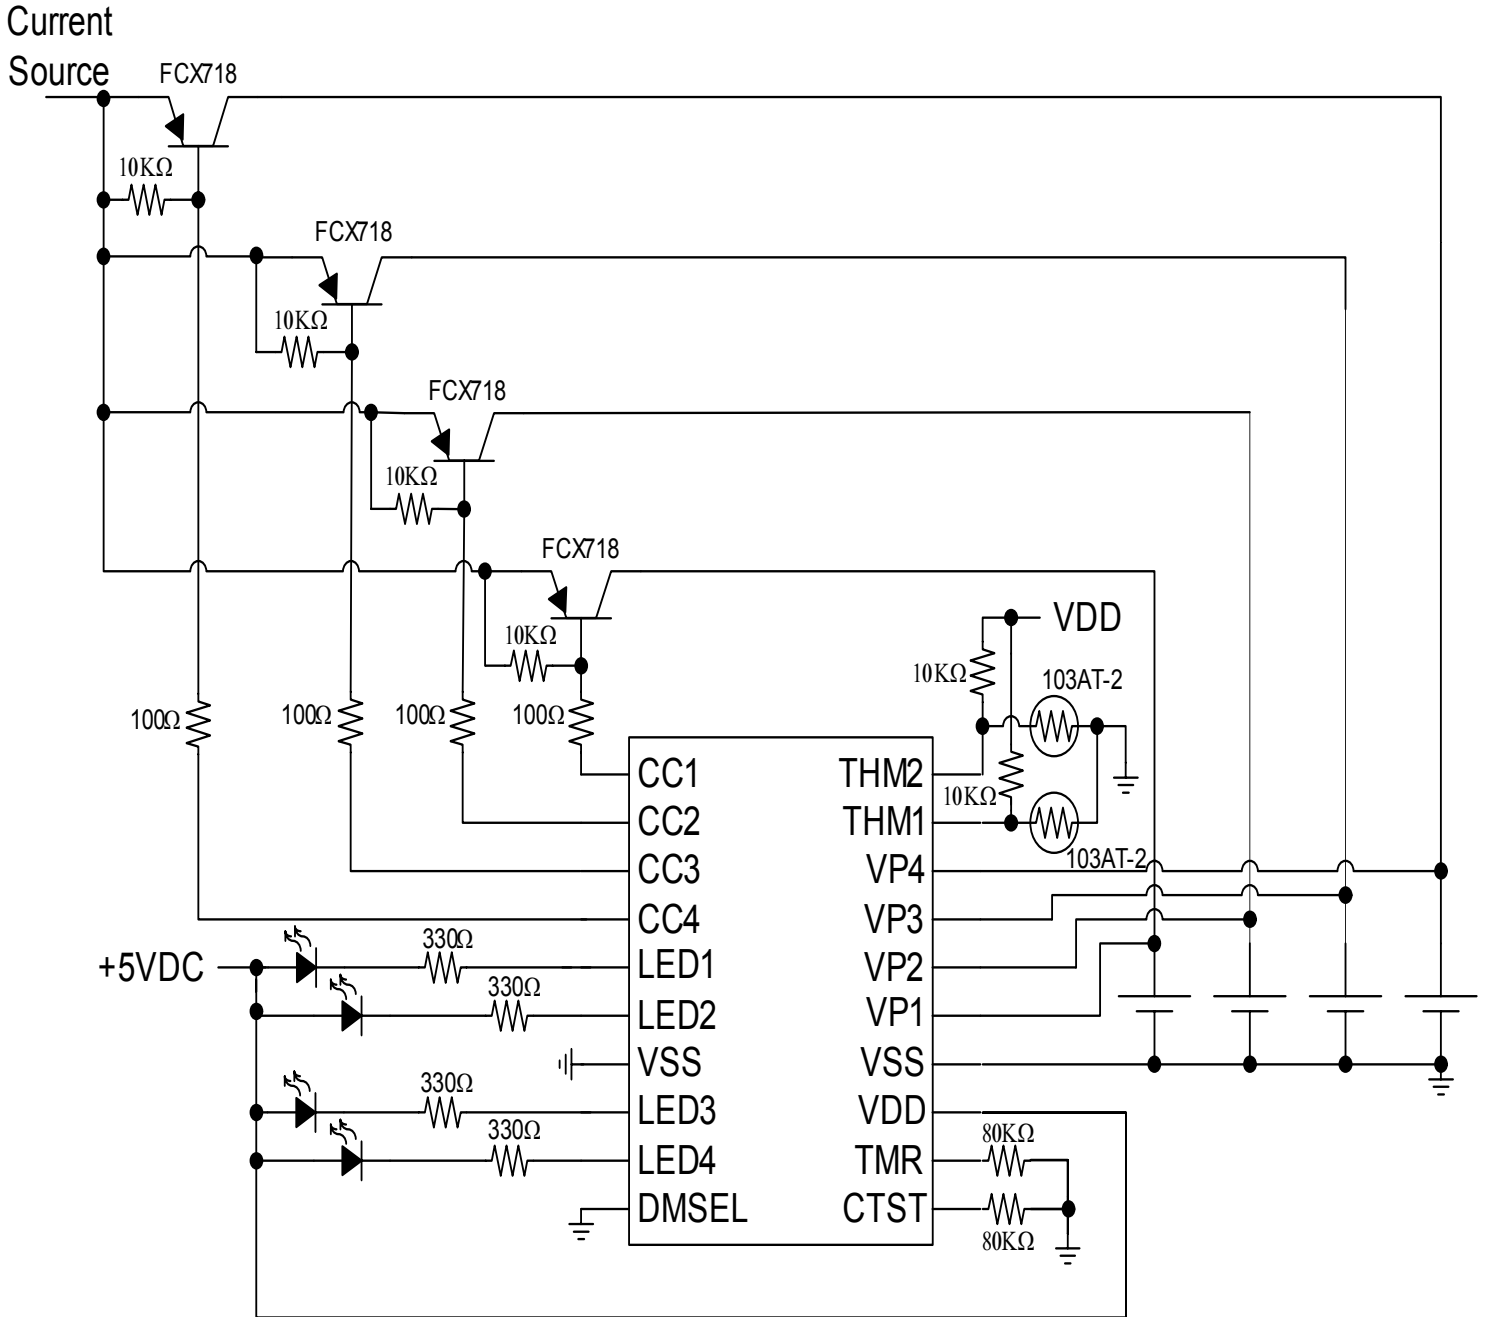 Current
Source
FCX718
10KΩ
FCX718
10KΩ
FCX718
10KΩ
FCX718
10KΩ
VDD
10KΩ
103AT-2
100Ω
100Ω
100Ω
100Ω
10KΩ
103AT-2
CC1
THM2
CC2
THM1
CC3
VP4
CC4
VP3
+5VDC
330Ω
LED1
VP2
330Ω
LED2
VP1
VSS
VSS
330Ω
LED3
VDD
330Ω
LED4
TMR
80KΩ
DMSEL
CTST
80KΩ